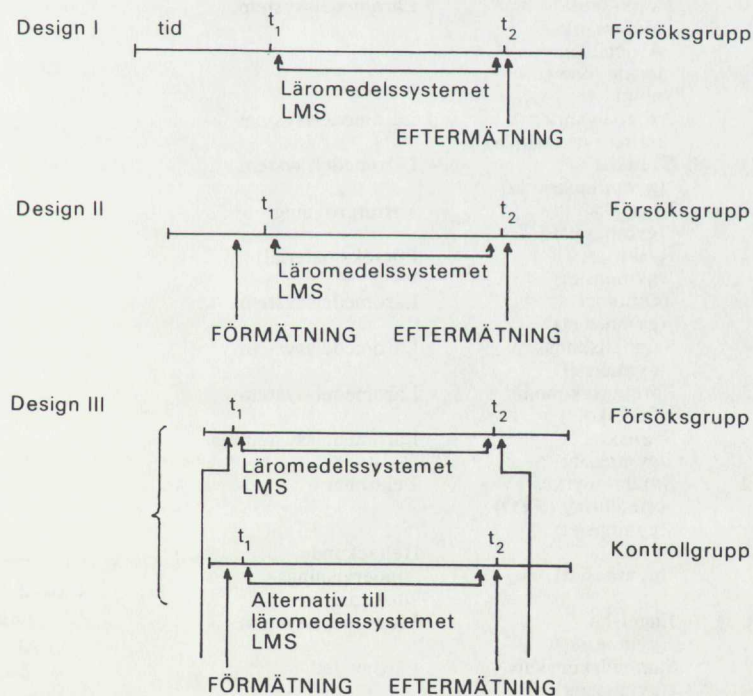 Design I tid t1 t2 Försöksgrupp
Läromedelssystemet
LMS
EFTERMÄTNING
Design II t1 t2 Försöksgrupp
Läromedelssystemet
LMS
FÖRMÄTNING EFTERMÄTNING
Design III t1 t2 Försöksgrupp
Läromedelssystemet
LMS
t1 t2 Kontrollgrupp
Alternativ till
läromedelssystemet
LMS
FÖRMÄTNING EFTERMÄTNING